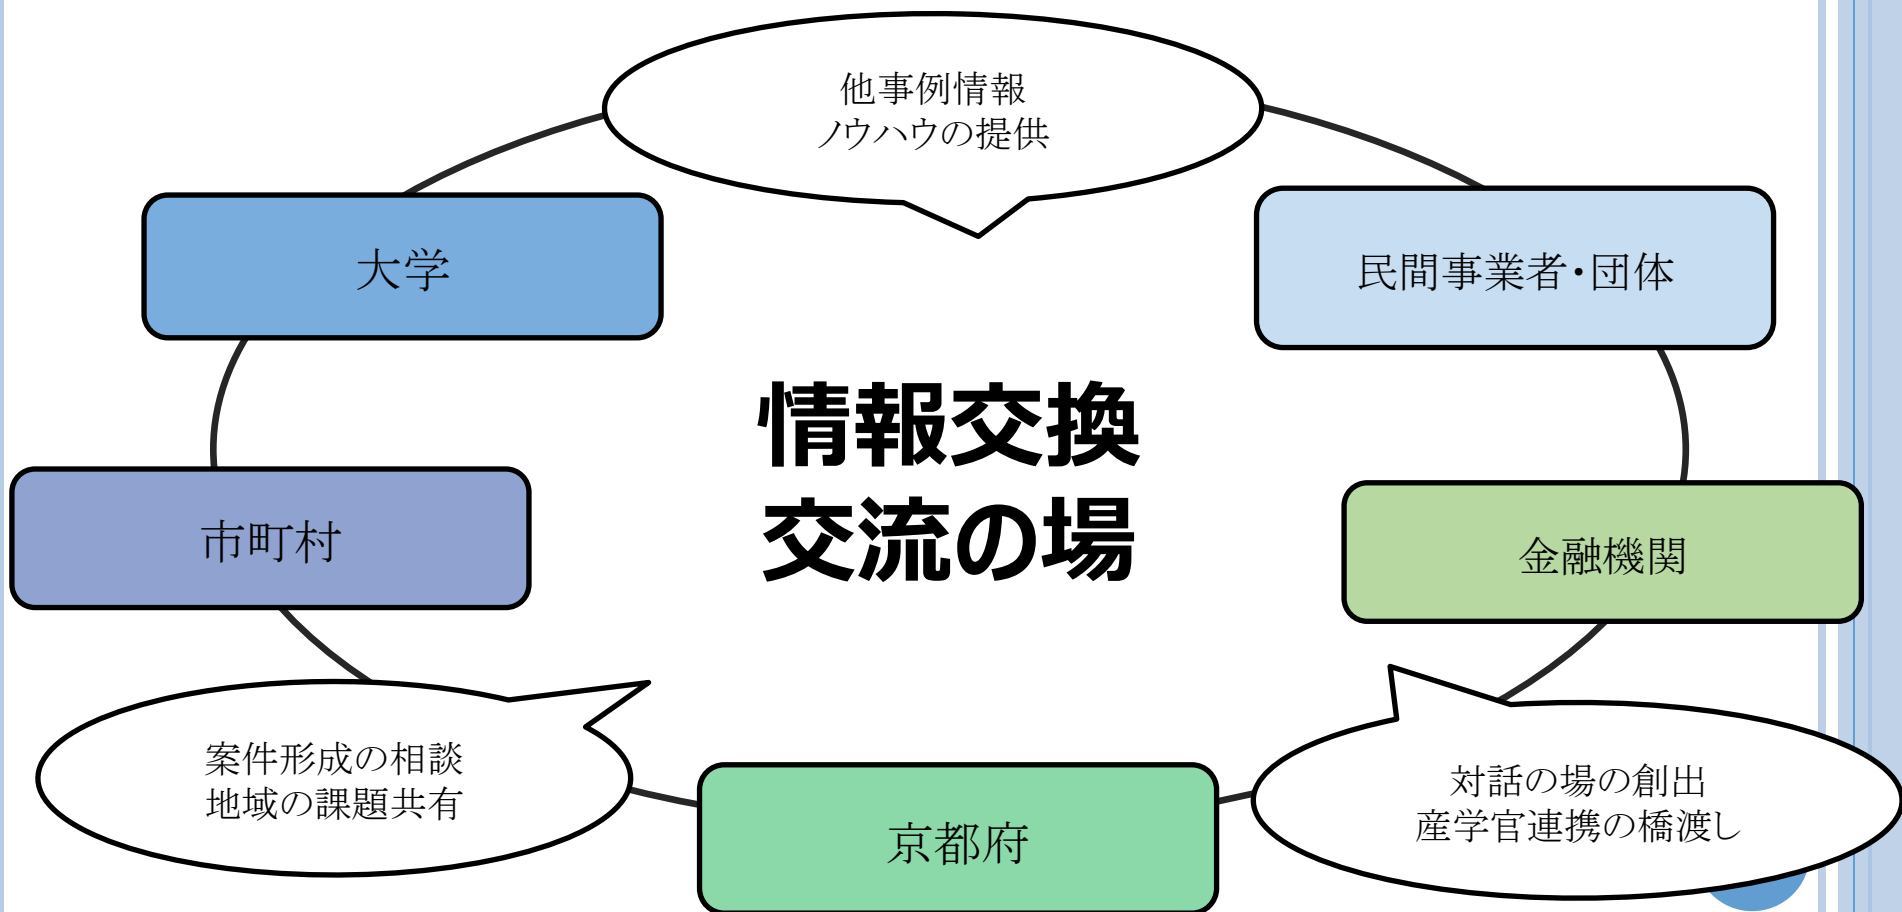 他事例情報
ノウハウの提供
大学
民間事業者・団体
情報交換
交流の場
市町村
金融機関
案件形成の相談
地域の課題共有
対話の場の創出
産学官連携の橋渡し
京都府